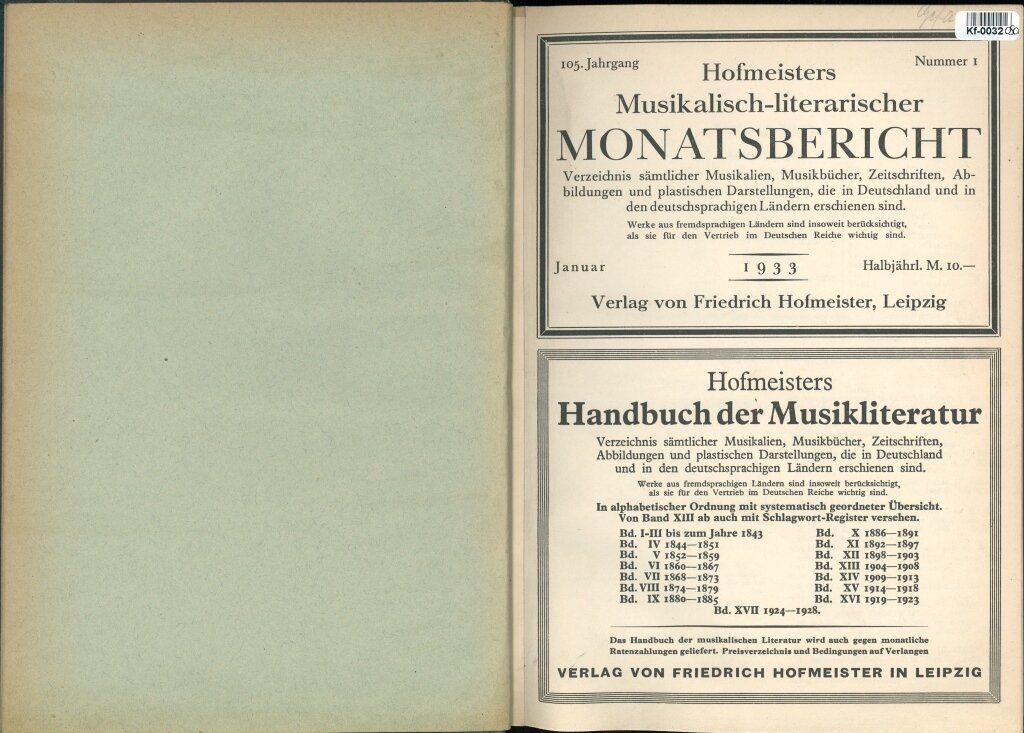 Kf-0032
105. Jahrgang
Nummer 1
Hofmeisters
Musikalisch-literarischer
MONATSBERICHT
Verzeichnis sämtlicher Musikalien, Musikbücher, Zeitschriften, Ab-
bildungen und plastischen Darstellungen, die in Deutschland und in
den deutschsprachigen Ländern erschienen sind.
Werke aus fremdsprachigen Ländern sind insoweit berücksichtigt,
als sie für den Vertrieb im Deutschen Reiche wichtig sind.
Januar
1933
Halbjährl. M. 10.—
Verlag von Friedrich Hofmeister, Leipzig
Hofmeisters
Handbuch der Musikliteratur
Verzeichnis sämtlicher Musikalien, Musikbücher, Zeitschriften,
Abbildungen und plastischen Darstellungen, die in Deutschland
und in den deutschsprachigen Ländern erschienen sind.
Werke aus fremdsprachigen Ländern sind insoweit berücksichtigt,
als sie für den Vertrieb im Deutschen Reiche wichtig sind.
In alphabetischer Ordnung mit systematisch geordneter Übersicht.
Von Band XIII ab auch mit Schlagwort-Register versehen.
Bd. I-III bis zum Jahre 1843
Bd. IV 1844—1851
Bd. V 1852—1859
Bd. VI 1860—1867
Bd. VII 1868—1873
Bd. VIII 1874—1879
Bd. IX 1880—1885
Bd. X 1886—1891
Bd. XI 1892—1897
Bd. XII 1898—1903
Bd. XIII 1904—1908
Bd. XIV 1909—1913
Bd. XV 1914—1918
Bd. XVI 1919—1923
Bd. XVII 1924—1928.
Das Handbuch der musikalischen Literatur wird auch gegen monatliche
Ratenzahlungen geliefert. Preisverzeichnis und Bedingungen auf Verlangen
VERLAG VON FRIEDRICH HOFMEISTER IN LEIPZIG